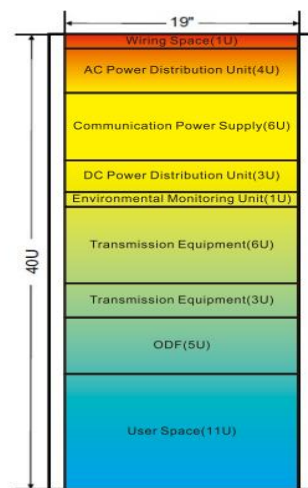 19"
Wiring Space(1U)
AC Power Distribution Unit(4U)
Communication Power Supply(6U)
DC Power Distribution Unit(3U)
Environmental Monitoring Unit(1U)
Transmission Equipment(6U)
40U
Transmission Equipment(3U)
ODF(5U)
User Space(11U)